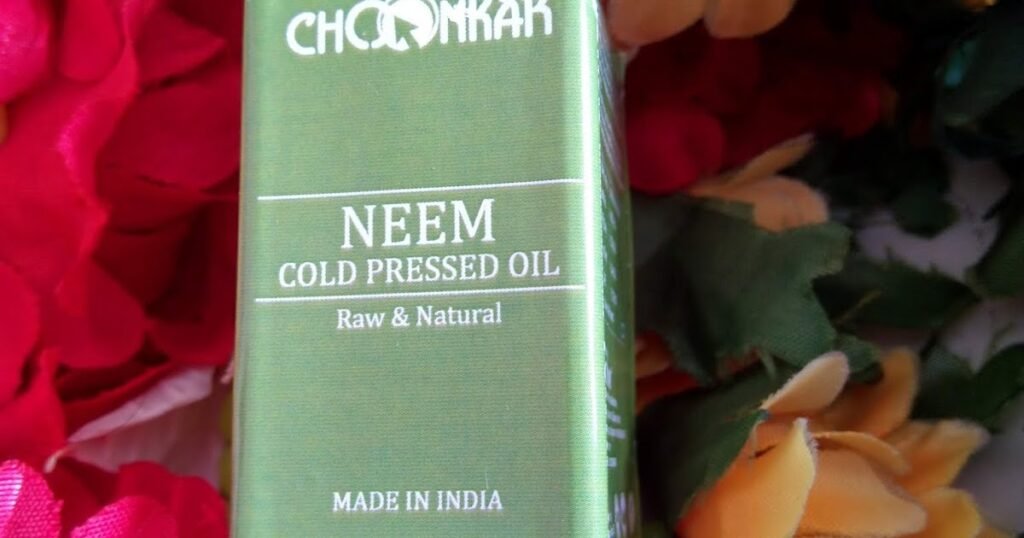 CHOONKAR
NEEM
COLD PRESSED OIL
Raw & Natural
MADE IN INDIA